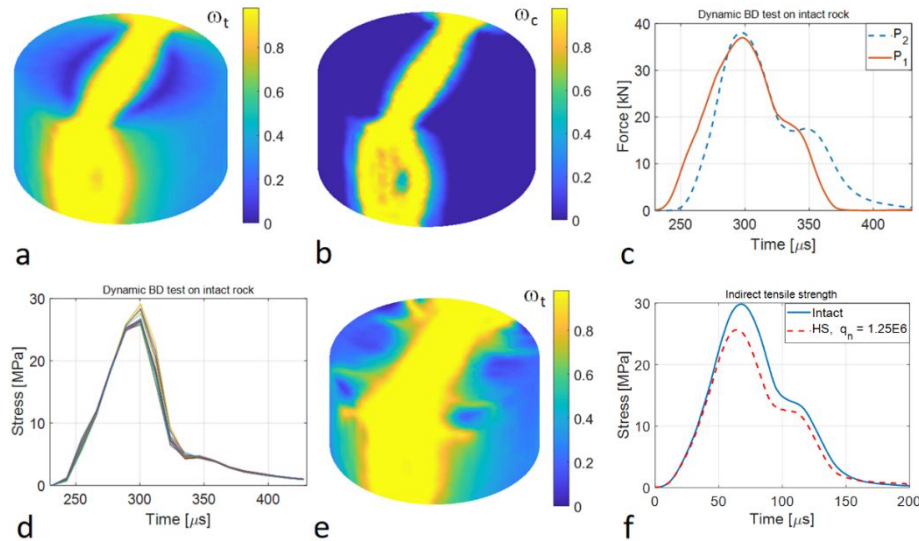 ωt
0.8
0.6
0.4
0.2
0
a
ωc
0.8
0.6
0.4
0.2
0
b
Dynamic BD test on intact rock
40
30
20
10
0
Force [kN]
P2
P1
250 300 350 400
Time [μs]
c
Dynamic BD test on intact rock
30
20
10
0
Stress [MPa]
250 300 350 400
Time [μs]
d
ωt
0.8
0.6
0.4
0.2
0
e
Indirect tensile strength
30
20
10
0
Stress [MPa]
Intact
HS, qn = 1.25E6
0 50 100 150 200
Time [μs]
f